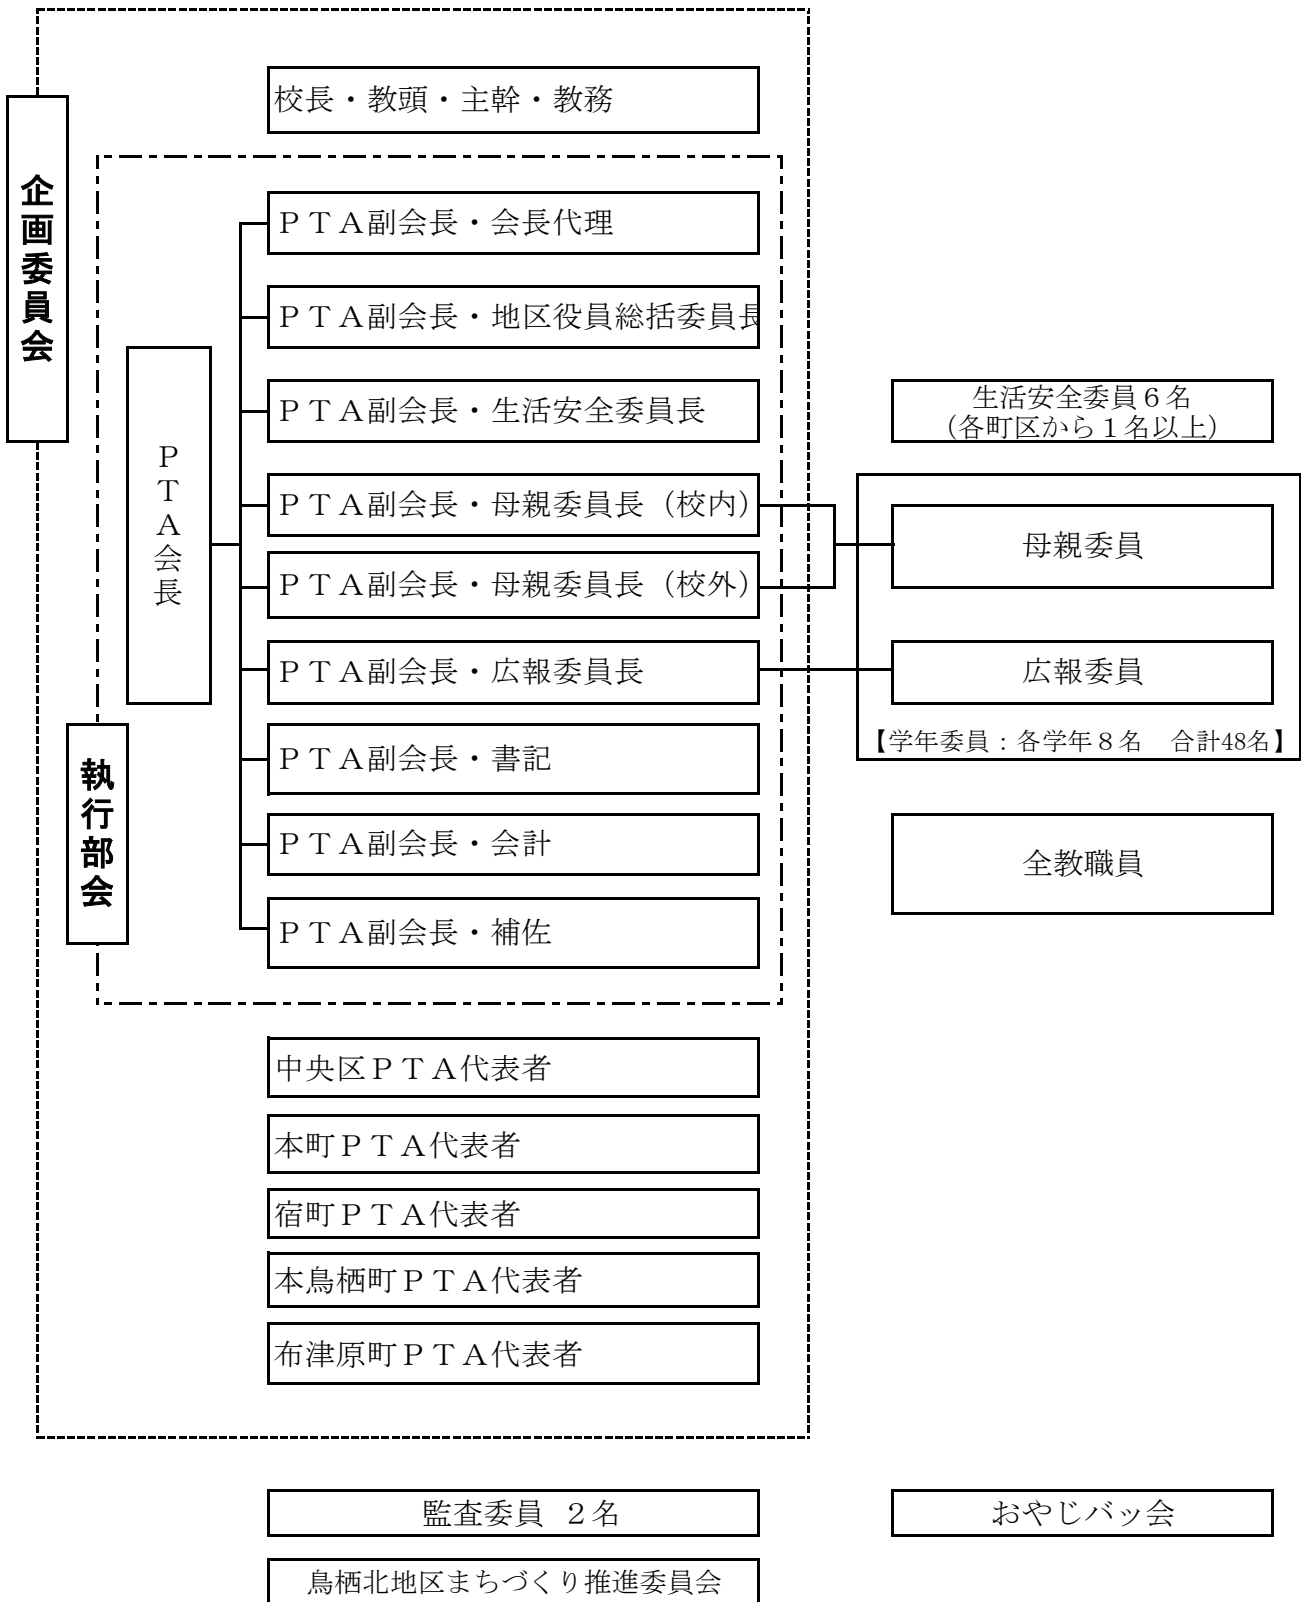 校長・教頭・主幹・教務
企画委員会
ＰＴＡ副会長・会長代理
ＰＴＡ副会長・地区役員総括委員長
ＰＴＡ副会長・生活安全委員長
生活安全委員６名
（各町区から１名以上）
ＰＴＡ会長
ＰＴＡ副会長・母親委員長（校内）
母親委員
ＰＴＡ副会長・母親委員長（校外）
ＰＴＡ副会長・広報委員長
広報委員
【学年委員：各学年８名　合計48名】
執行部会
ＰＴＡ副会長・書記
ＰＴＡ副会長・会計
全教職員
ＰＴＡ副会長・補佐
中央区ＰＴＡ代表者
本町ＰＴＡ代表者
宿町ＰＴＡ代表者
本鳥栖町ＰＴＡ代表者
布津原町ＰＴＡ代表者
監査委員　２名
おやじバッ会
鳥栖北地区まちづくり推進委員会